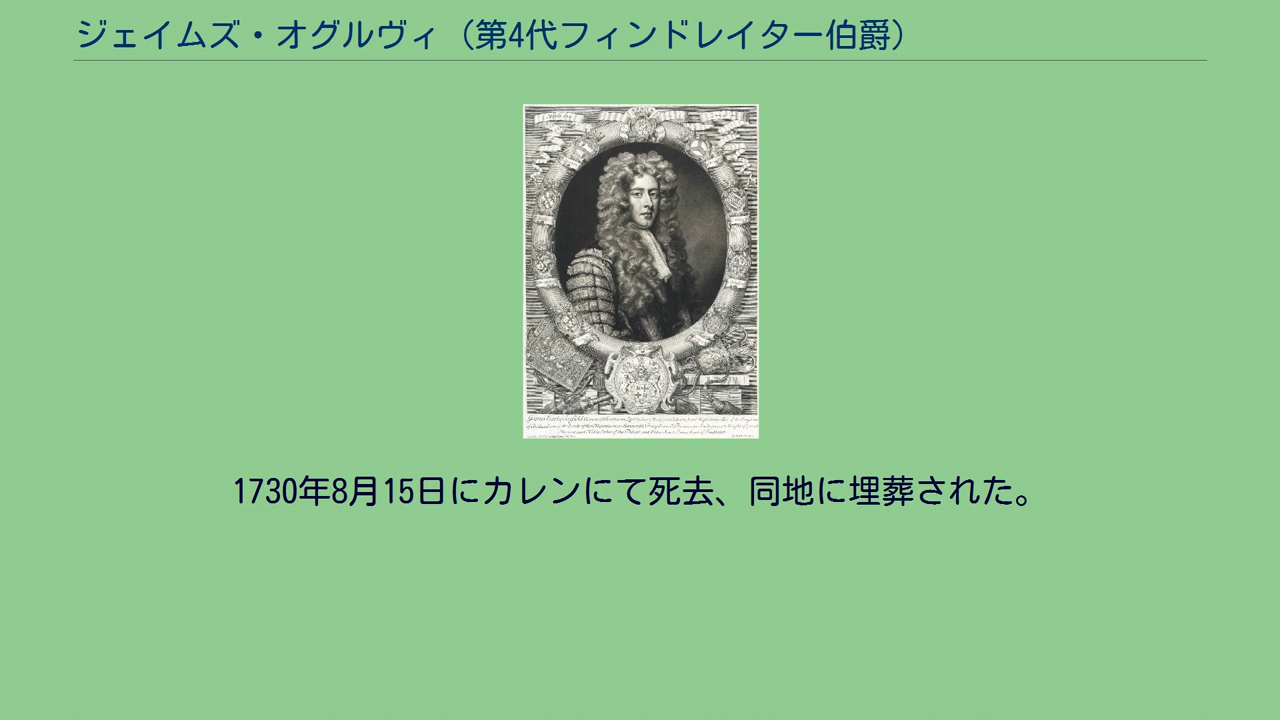 ジェイムズ・オグルヴィ（第4代フィンドレイター伯爵）
1730年8月15日にカレンにて死去、同地に埋葬された。